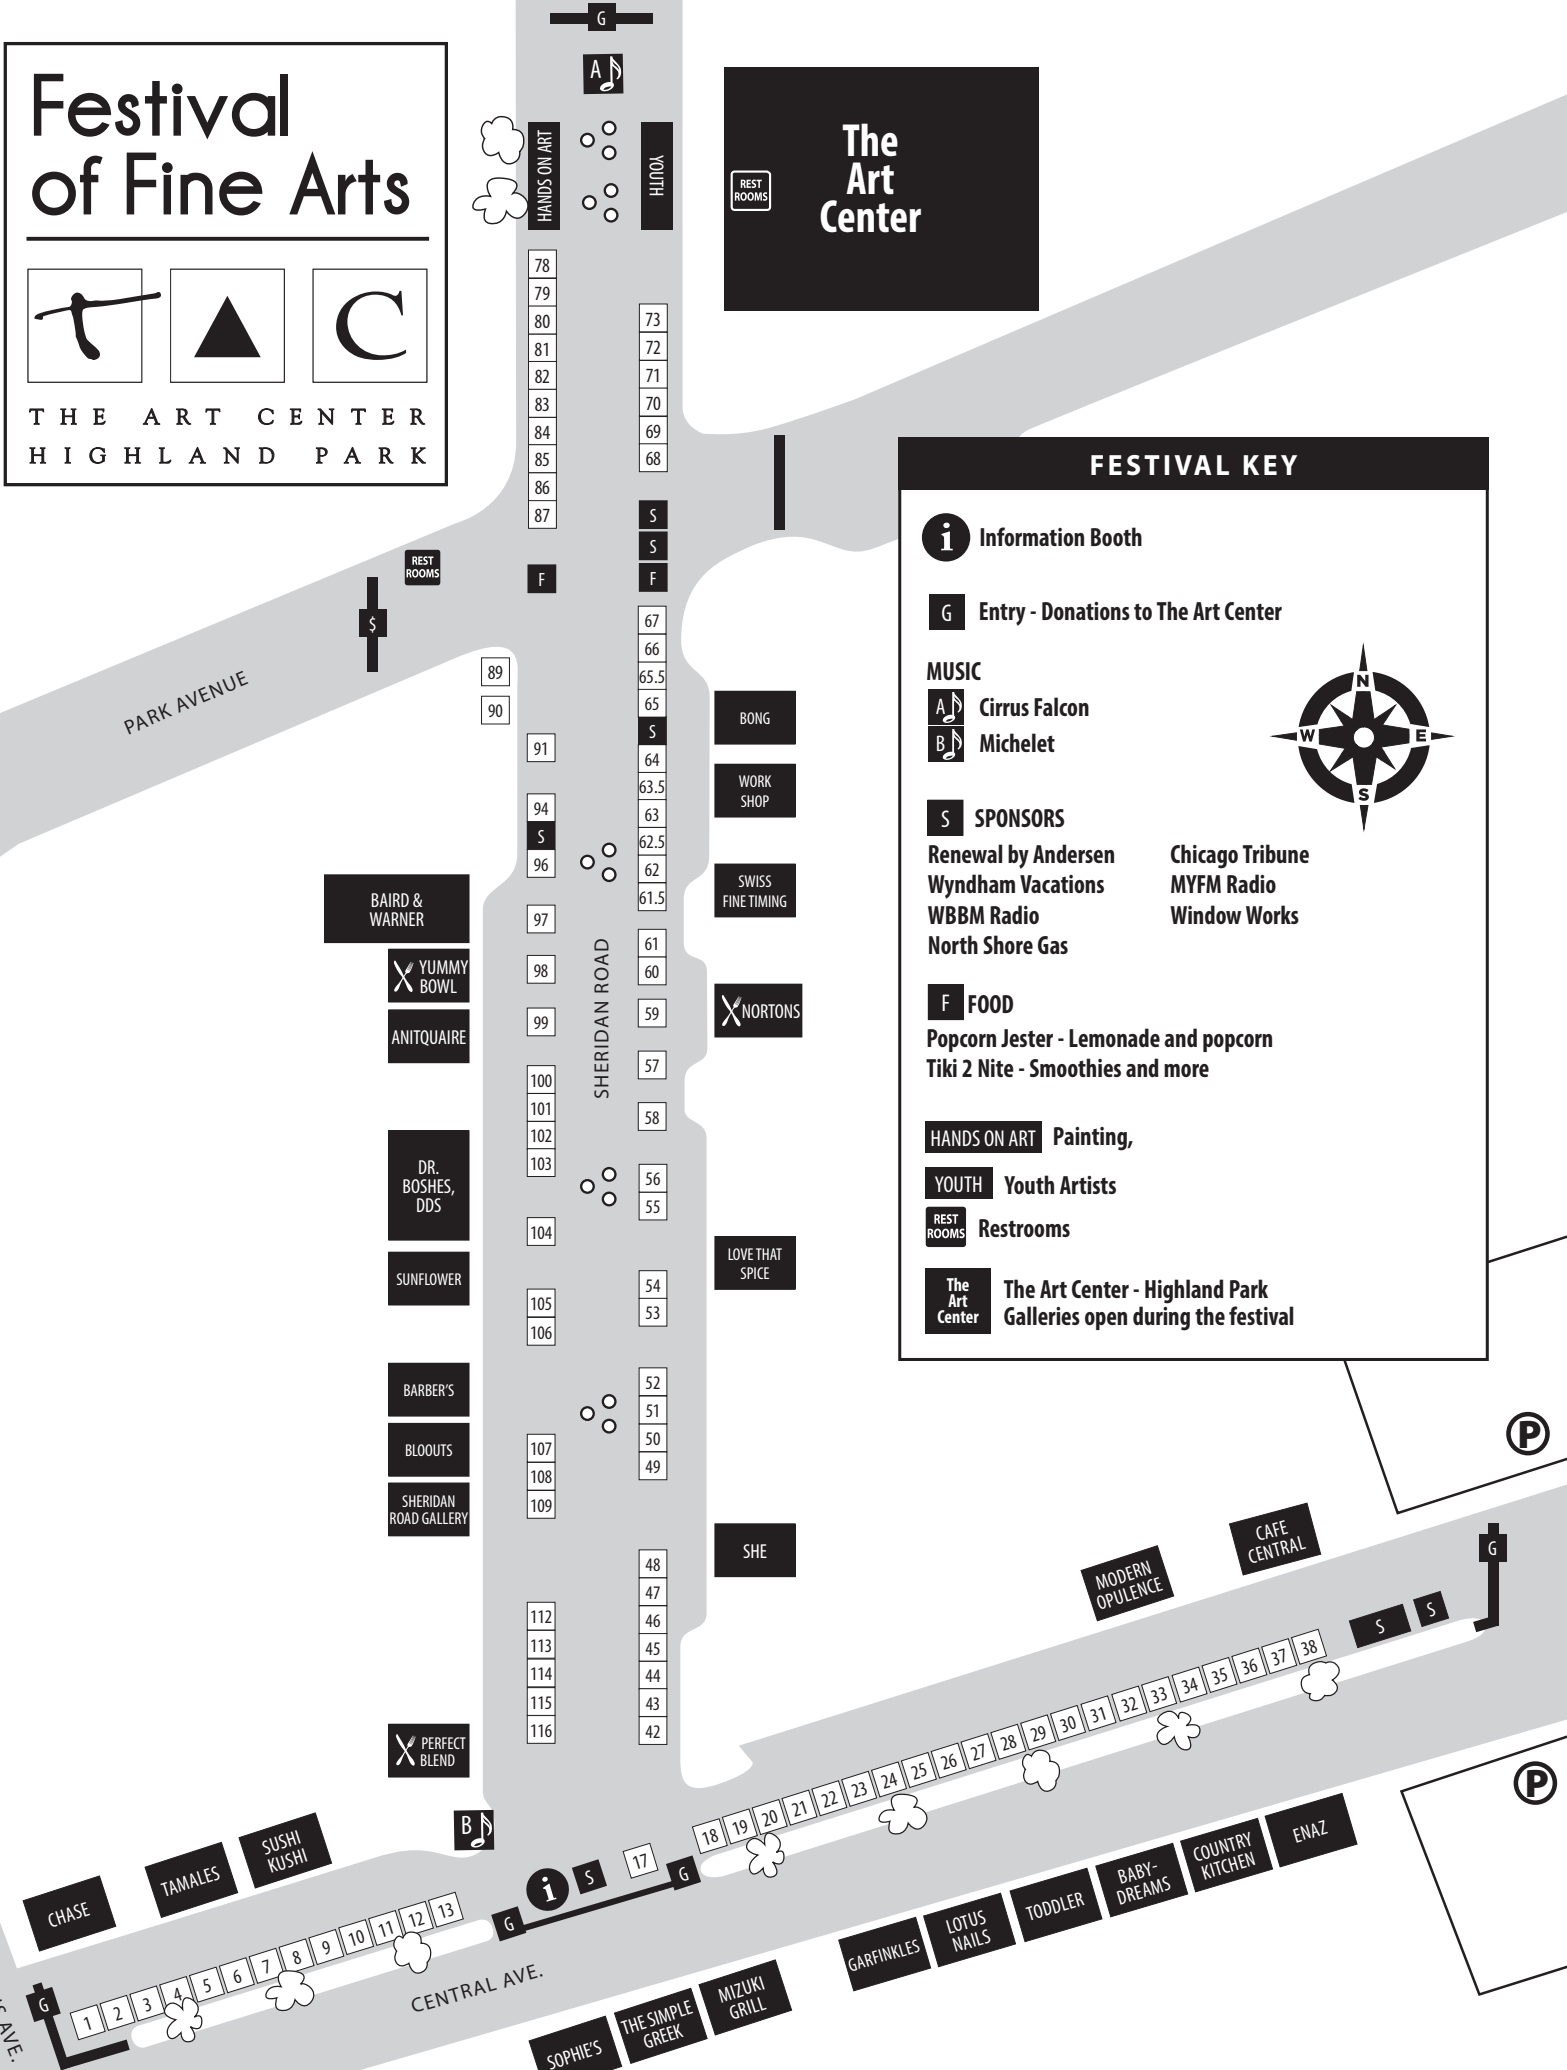 Festival
of Fine Arts
C
THE ART CENTER
HIGHLAND PARK
G
A
HANDS ON ART
YOUTH
REST
ROOMS
The
Art
Center
78
79
80
81
82
83
84
85
86
87
F
73
72
71
70
69
68
S
S
F
REST
ROOMS
$
PARK AVENUE
89
90
91
94
S
96
97
98
99
100
101
102
103
104
105
106
107
108
109
112
113
114
115
116
67
66
65.5
65
S
64
63.5
63
62.5
62
61.5
61
60
59
57
58
56
55
54
53
52
51
50
49
48
47
46
45
44
43
42
SHERIDAN ROAD
BAIRD &
WARNER
YUMMY
BOWL
ANITQUAIRE
DR.
BOSHES,
DDS
SUNFLOWER
BARBER'S
BLOOUTS
SHERIDAN
ROAD GALLERY
PERFECT
BLEND
BONG
WORK
SHOP
SWISS
FINE TIMING
NORTONS
LOVE THAT
SPICE
SHE
FESTIVAL KEY
i Information Booth
G Entry - Donations to The Art Center
MUSIC
A Cirrus Falcon
B Michelet
N
W E
S
S SPONSORS
Renewal by Andersen
Wyndham Vacations
WBBM Radio
North Shore Gas
Chicago Tribune
MYFM Radio
Window Works
F FOOD
Popcorn Jester - Lemonade and popcorn
Tiki 2 Nite - Smoothies and more
HANDS ON ART Painting,
YOUTH Youth Artists
REST
ROOMS Restrooms
The
Art
Center
The Art Center - Highland Park
Galleries open during the festival
P
CAFE
CENTRAL
MODERN
OPULENCE
G
S
S
P
B
SUSHI
KUSHI
TAMALES
CHASE
G
1 2 3 4 5 6 7 8 9 10 11 12 13
G
i
S
17
G
18 19 20 21 22 23 24 25 26 27 28 29 30 31 32 33 34 35 36 37 38
CENTRAL AVE.
AVE.
SOPHIE'S
THE SIMPLE
GREEK
MIZUKI
GRILL
GARFINKLES
LOTUS
NAILS
TODDLER
BABY-
DREAMS
COUNTRY
KITCHEN
ENAZ